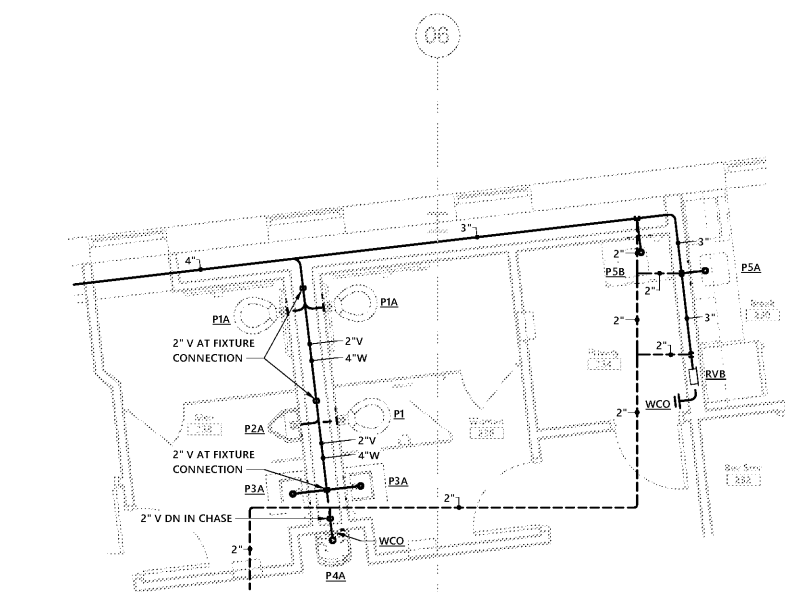 06
3"
4"
3"
2"
P5B
P5A
2"
P1A
P1A
2"
3"
2" V AT FIXTURE
CONNECTION
2"V
4"W
2"
RVB
WCO
2"
P2A
P1
2" V AT FIXTURE
CONNECTION
2"V
4"W
P3A
P3A
2"
2" V DN IN CHASE
WCO
2"
P4A